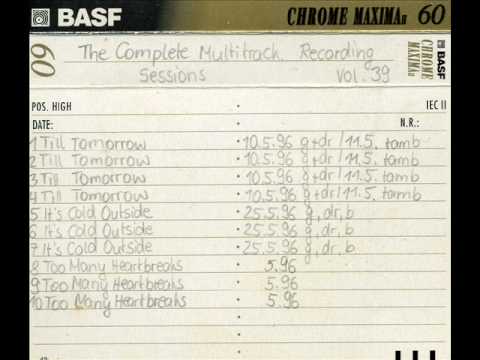 BASF CHROME MAXIMA II 60
60
The Complete Multitrack Recording
Sessions Vol. 39
BASF
CHROME
MAXIMA II
POS. HIGH IEC II
DATE: N.R.:
1 Till Tomorrow 10.5.96 g+dr/11.5. tamb
2 Till Tomorrow 10.5.96 g+dr/11.5. tamb
3 Till Tomorrow 10.5.96 g+dr/11.5. tamb
4 Till Tomorrow 10.5.96 g+dr/11.5. tamb
5 It's Cold Outside 25.5.96 g, dr, b
6 It's Cold Outside 25.5.96 g, dr, b
7 It's Cold Outside 25.5.96 g, dr, b
8 Too Many Heartbreaks 5.96
9 Too Many Heartbreaks 5.96
10 Too Many Heartbreaks 5.96